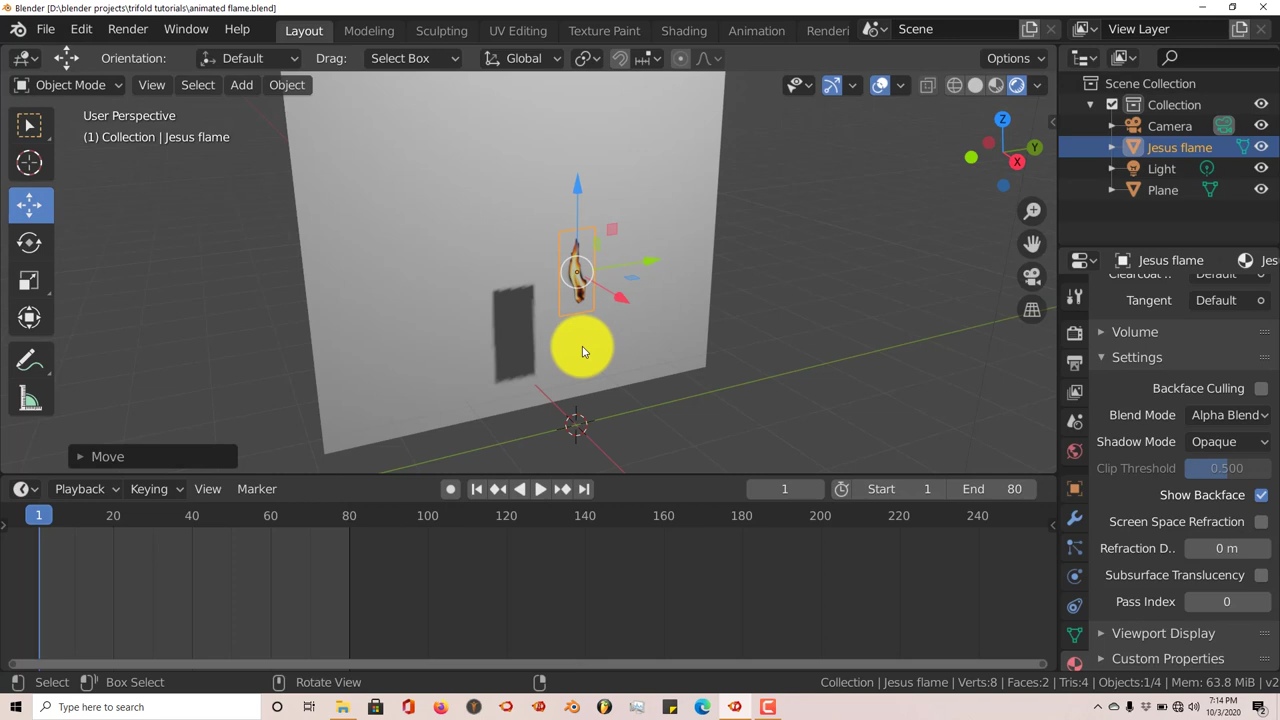 Blender [D:\blender projects\trifold tutorials\animated flame.blend]
File Edit Render Window Help Layout Modeling Sculpting UV Editing Texture Paint Shading Animation Renderi Scene View Layer
Orientation: Default Drag: Select Box Global Options
Object Mode View Select Add Object
User Perspective
(1) Collection | Jesus flame
Z
Y
X
Scene Collection
Collection
Camera
Jesus flame
Light
Plane
Jesus flame Jes
Clearcoat ... Default
Tangent Default
Volume
Settings
Backface Culling
Blend Mode Alpha Blend
Shadow Mode Opaque
Clip Threshold 0.500
Show Backface
Screen Space Refraction
Refraction D.. 0 m
Subsurface Translucency
Pass Index 0
Viewport Display
Custom Properties
Move
Playback Keying View Marker 1 Start 1 End 80
1 20 40 60 80 100 120 140 160 180 200 220 240
Select Box Select Rotate View Collection | Jesus flame | Verts:8 | Faces:2 | Tris:4 | Objects:1/4 | Mem: 63.8 MiB | v2
Type here to search
7:14 PM
10/3/2020